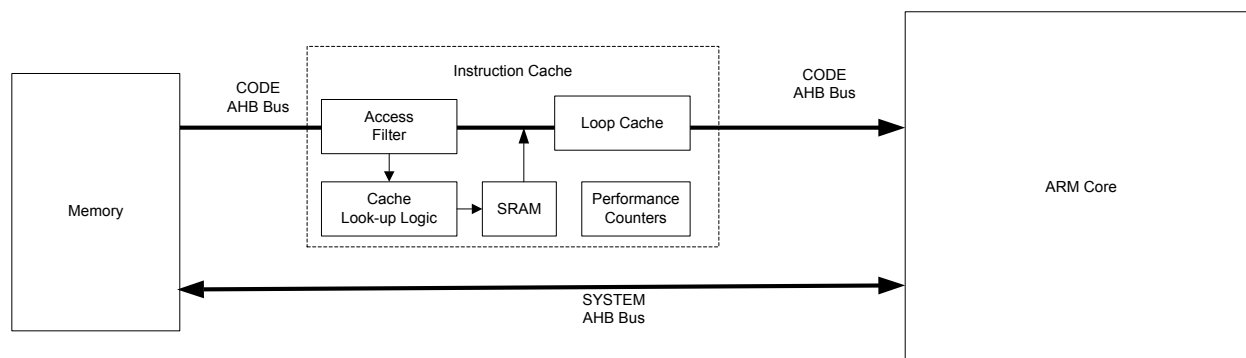 Instruction Cache
CODE
AHB Bus
CODE
AHB Bus
Access
Filter
Loop Cache
Memory
Cache
Look-up Logic
SRAM
Performance
Counters
ARM Core
SYSTEM
AHB Bus